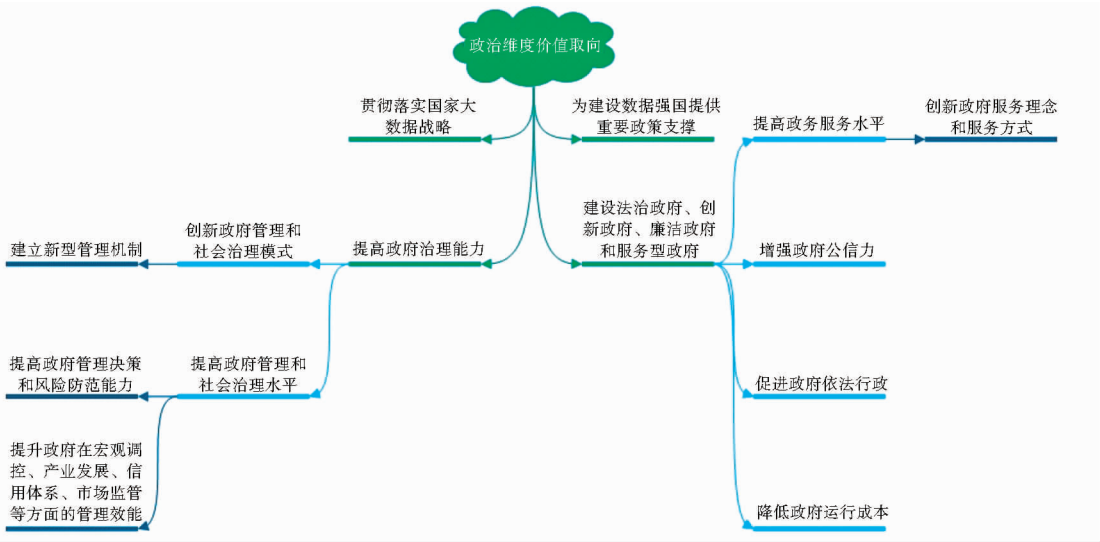 政治维度价值取向
贯彻落实国家大
数据战略
为建设数据强国提供
重要政策支撑
提高政务服务水平
创新政府服务理念
和服务方式
建立新型管理机制
创新政府管理和
社会治理模式
提高政府治理能力
建设法治政府、创
新政府、廉洁政府
和服务型政府
增强政府公信力
提高政府管理决策
和风险防范能力
提高政府管理和
社会治理水平
促进政府依法行政
提升政府在宏观调
控、产业发展、信
用体系、市场监管
等方面的管理效能
降低政府运行成本